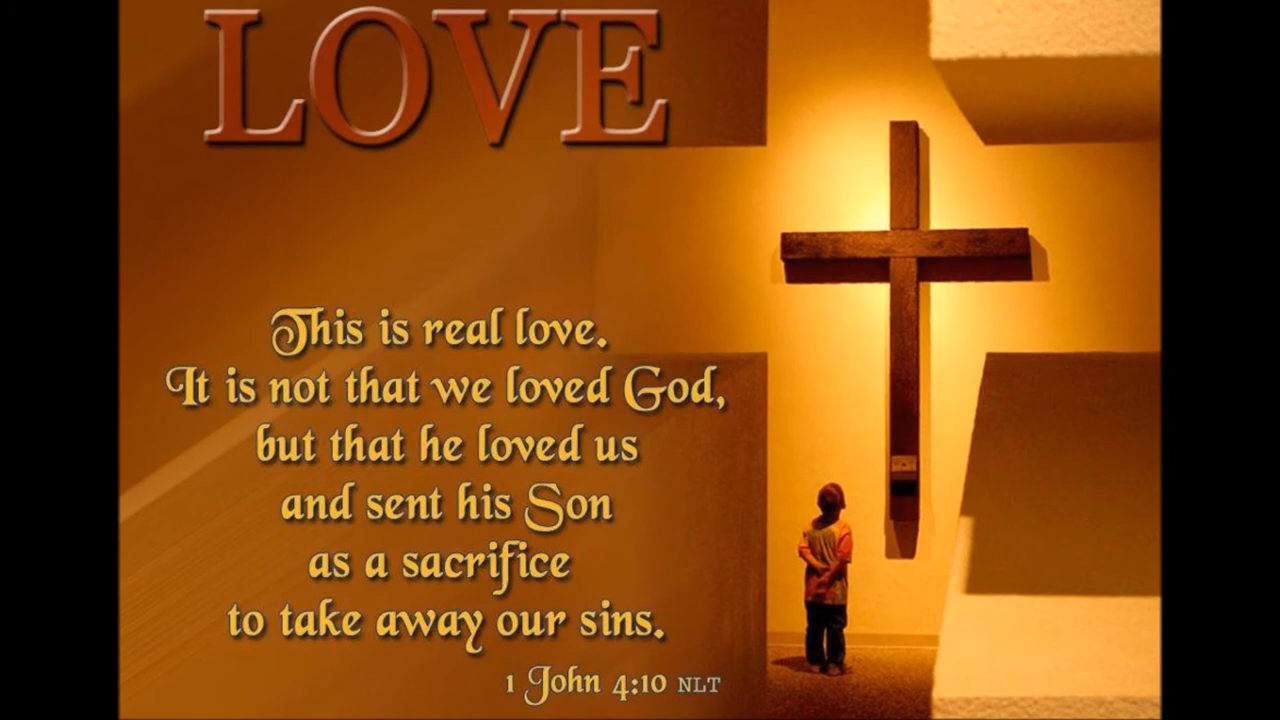 LOVE
This is real love.
It is not that we loved God,
but that he loved us
and sent his Son
as a sacrifice
to take away our sins.
1 John 4:10 NLT